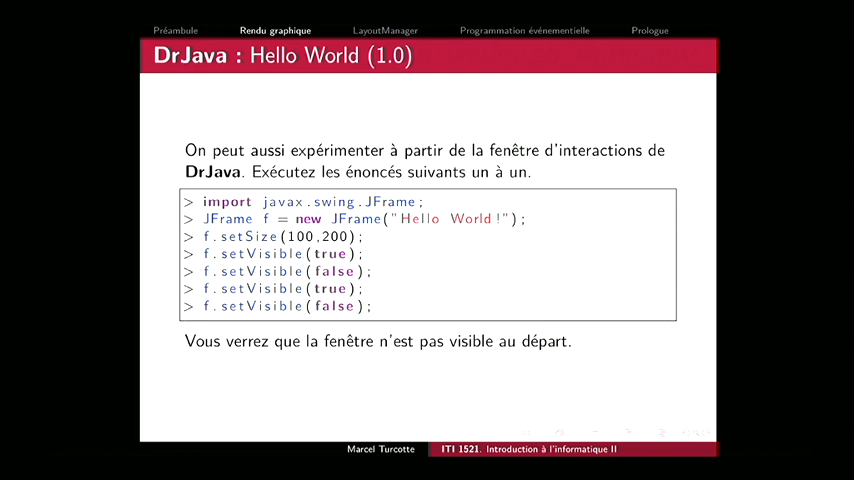 Préambule Rendu graphique LayoutManager Programmation événementielle Prologue
DrJava : Hello World (1.0)
On peut aussi expérimenter à partir de la fenêtre d'interactions de
DrJava. Exécutez les énoncés suivants un à un.
> import javax.swing.JFrame;
> JFrame f = new JFrame("Hello World!");
> f.setSize(100,200);
> f.setVisible(true);
> f.setVisible(false);
> f.setVisible(true);
> f.setVisible(false);
Vous verrez que la fenêtre n'est pas visible au départ.
Marcel Turcotte ITI 1521. Introduction à l'informatique II